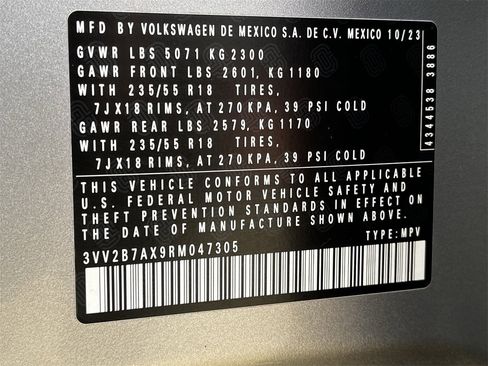 MFD BY VOLKSWAGEN DE MEXICO S.A. DE C.V. MEXICO 10/23
GVWR LBS 5071 KG 2300
GAWR FRONT LBS 2601, KG 1180
WITH 235/55 R18 TIRES,
7JX18 RIMS, AT 270 KPA, 39 PSI COLD
GAWR REAR LBS 2579, KG 1170
WITH 235/55 R18 TIRES,
7JX18 RIMS, AT 270 KPA, 39 PSI COLD
THIS VEHICLE CONFORMS TO ALL APPLICABLE
U.S. FEDERAL MOTOR VEHICLE SAFETY AND
THEFT PREVENTION STANDARDS IN EFFECT ON
THE DATE OF MANUFACTURE SHOWN ABOVE
3VV2B7AX9RM047305 TYPE: MPV
4344538 3886